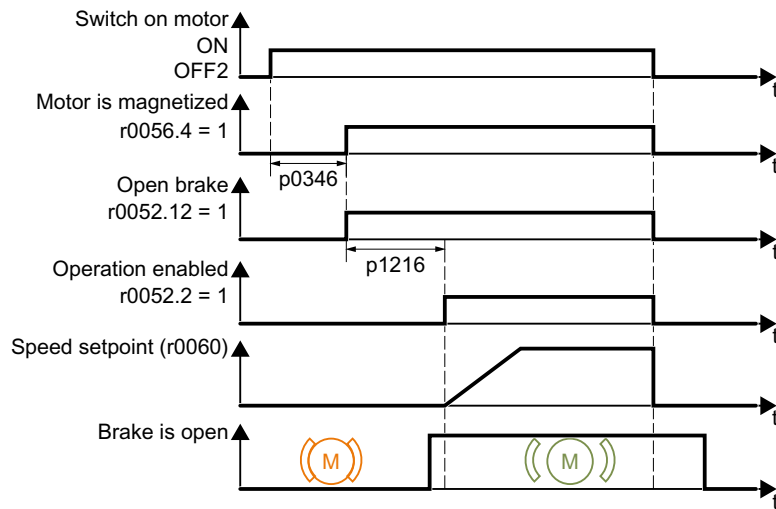 Switch on motor
ON
OFF2
t
Motor is magnetized
r0056.4 = 1
t
p0346
Open brake
r0052.12 = 1
t
p1216
Operation enabled
r0052.2 = 1
t
Speed setpoint (r0060)
t
Brake is open
M
M
t